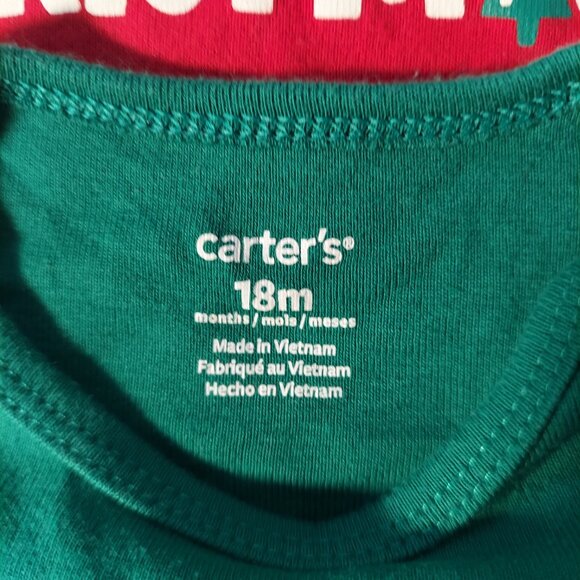 carter's®
18m
months / mois / meses
Made in Vietnam
Fabriqué au Vietnam
Hecho en Vietnam